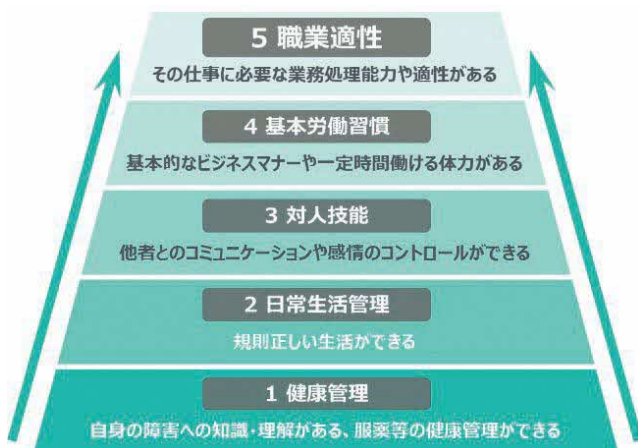 5 職業適性
その仕事に必要な業務処理能力や適性がある
4 基本労働習慣
基本的なビジネスマナーや一定時間働ける体力がある
3 対人技能
他者とのコミュニケーションや感情のコントロールができる
2 日常生活管理
規則正しい生活ができる
1 健康管理
自身の障害への知識・理解がある、服薬等の健康管理ができる